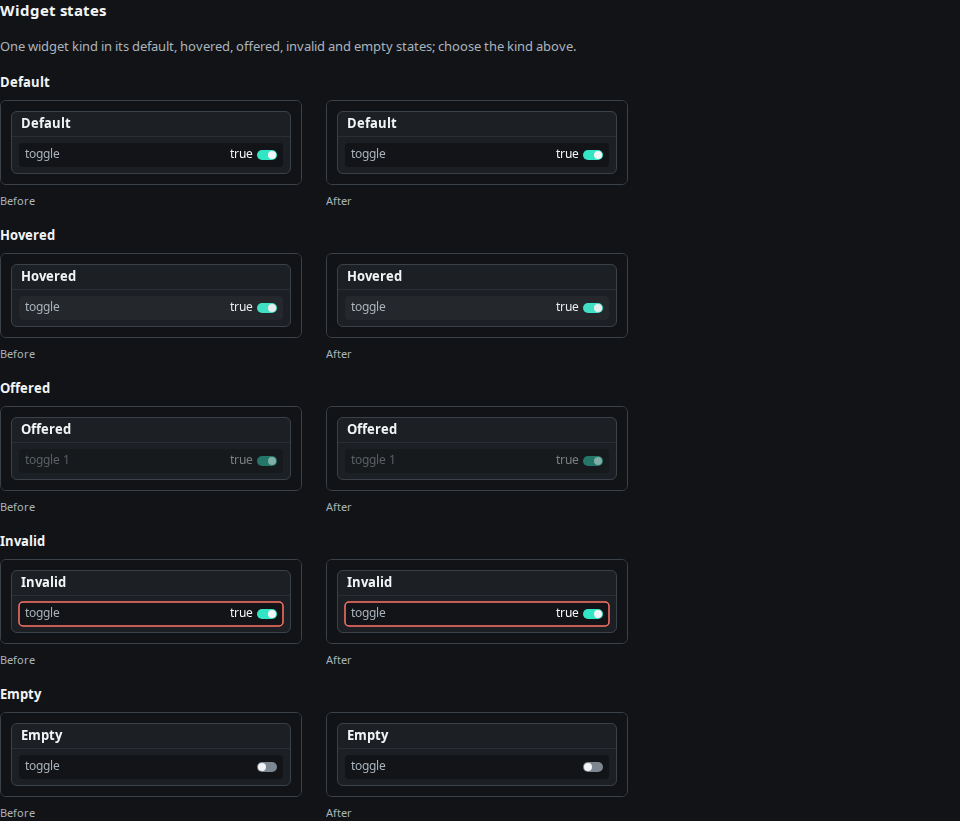 Widget states
One widget kind in its default, hovered, offered, invalid and empty states; choose the kind above.
Default
Default
toggle true
Default
toggle true
Before
After
Hovered
Hovered
toggle true
Hovered
toggle true
Before
After
Offered
Offered
toggle 1 true
Offered
toggle 1 true
Before
After
Invalid
Invalid
toggle true
Invalid
toggle true
Before
After
Empty
Empty
toggle
Empty
toggle
Before
After